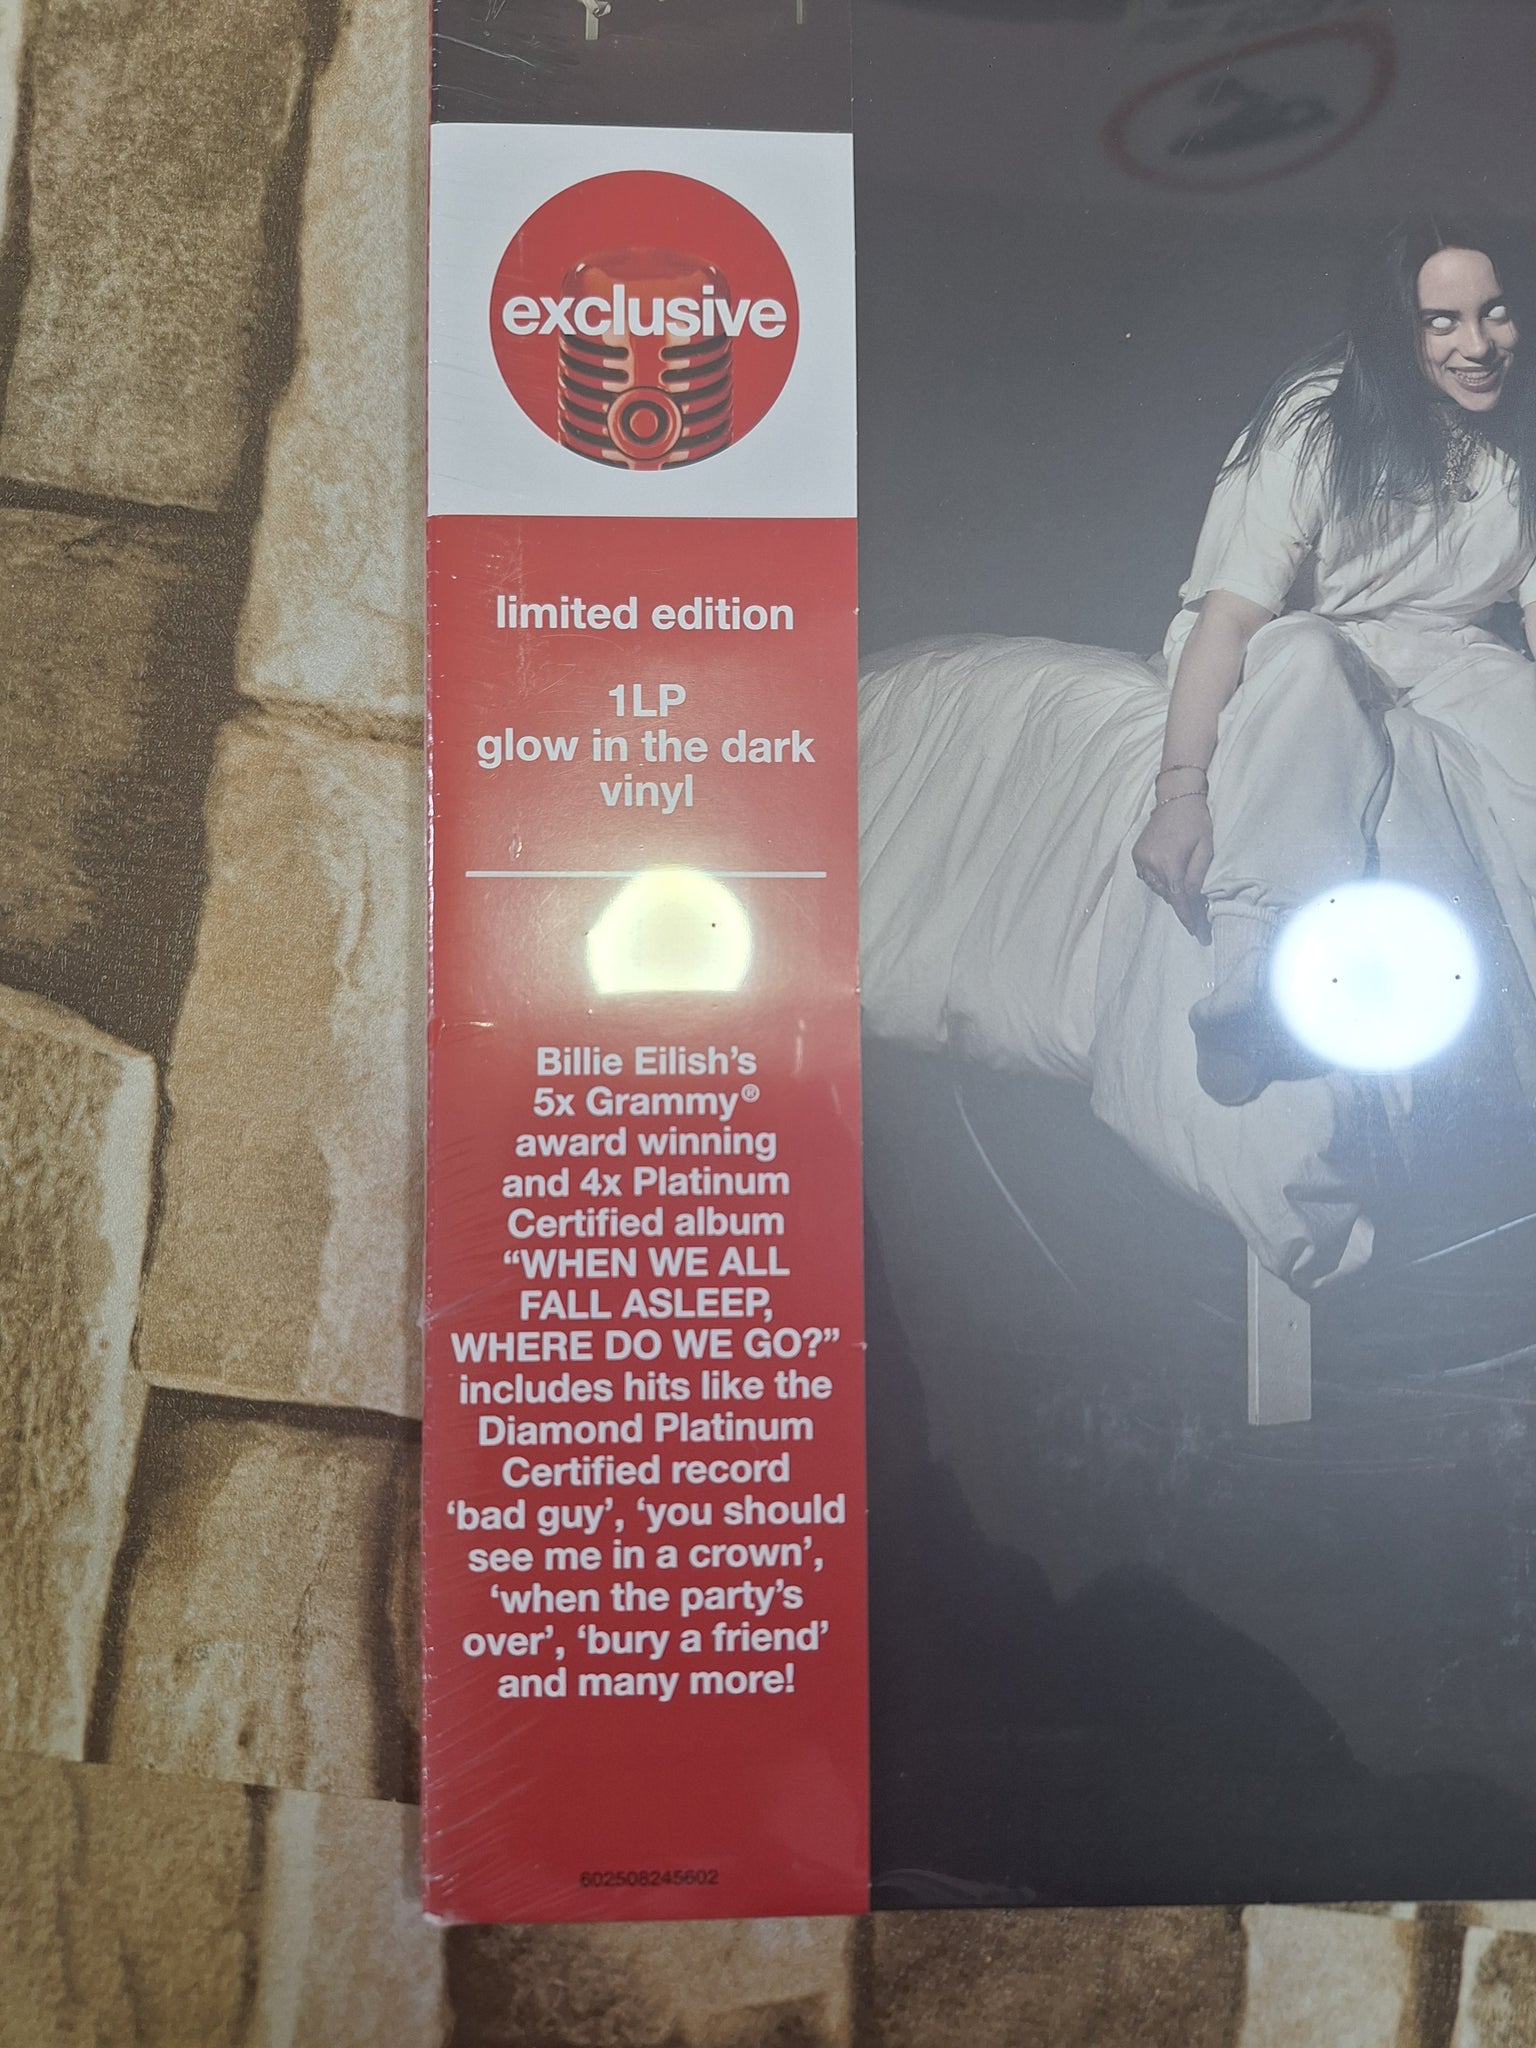 exclusive
limited edition
1LP
glow in the dark
vinyl
Billie Eilish’s
5x Grammy®
award winning
and 4x Platinum
Certified album
“WHEN WE ALL
FALL ASLEEP,
WHERE DO WE GO?”
includes hits like the
Diamond Platinum
Certified record
‘bad guy’, ‘you should
see me in a crown’,
‘when the party’s
over’, ‘bury a friend’
and many more!
602508245602